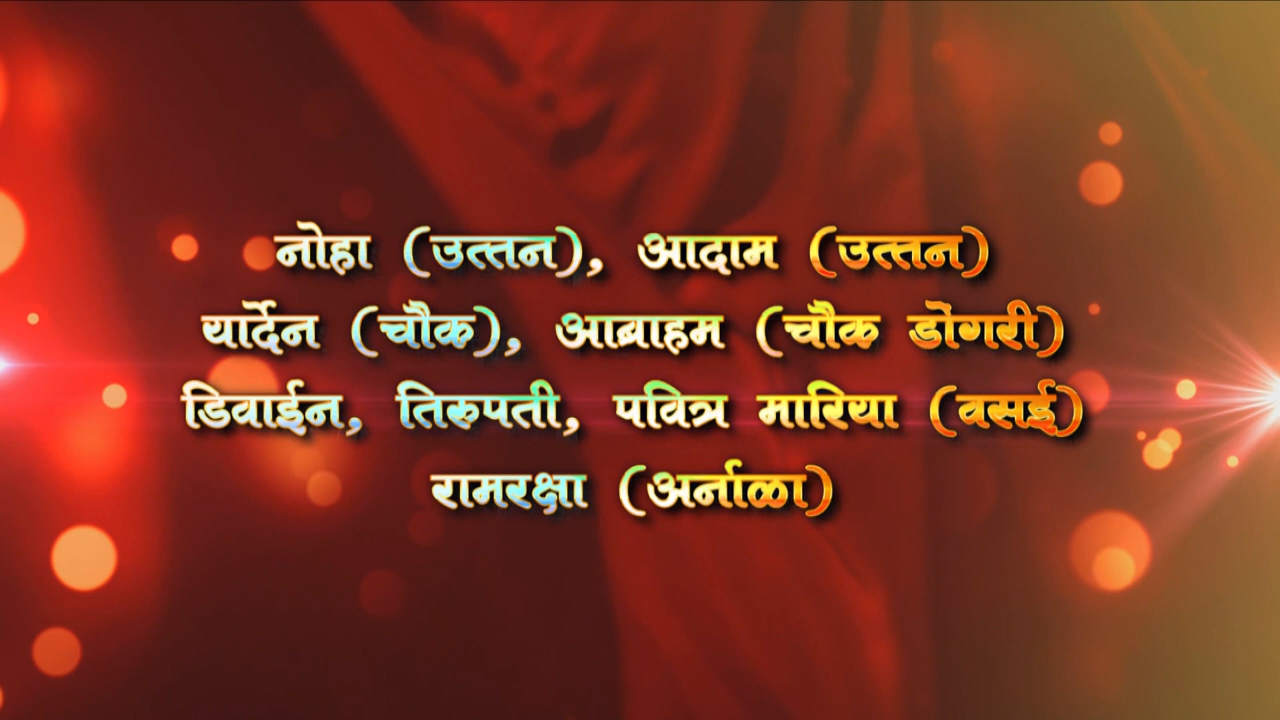 नोहा (उत्तन), आदाम (उत्तन)
यार्देन (चौक), आब्राहम (चौक डोंगरी)
डिवाईन, तिरुपती, पवित्र मारिया (वसई)
रामरक्षा (अर्नाळा)